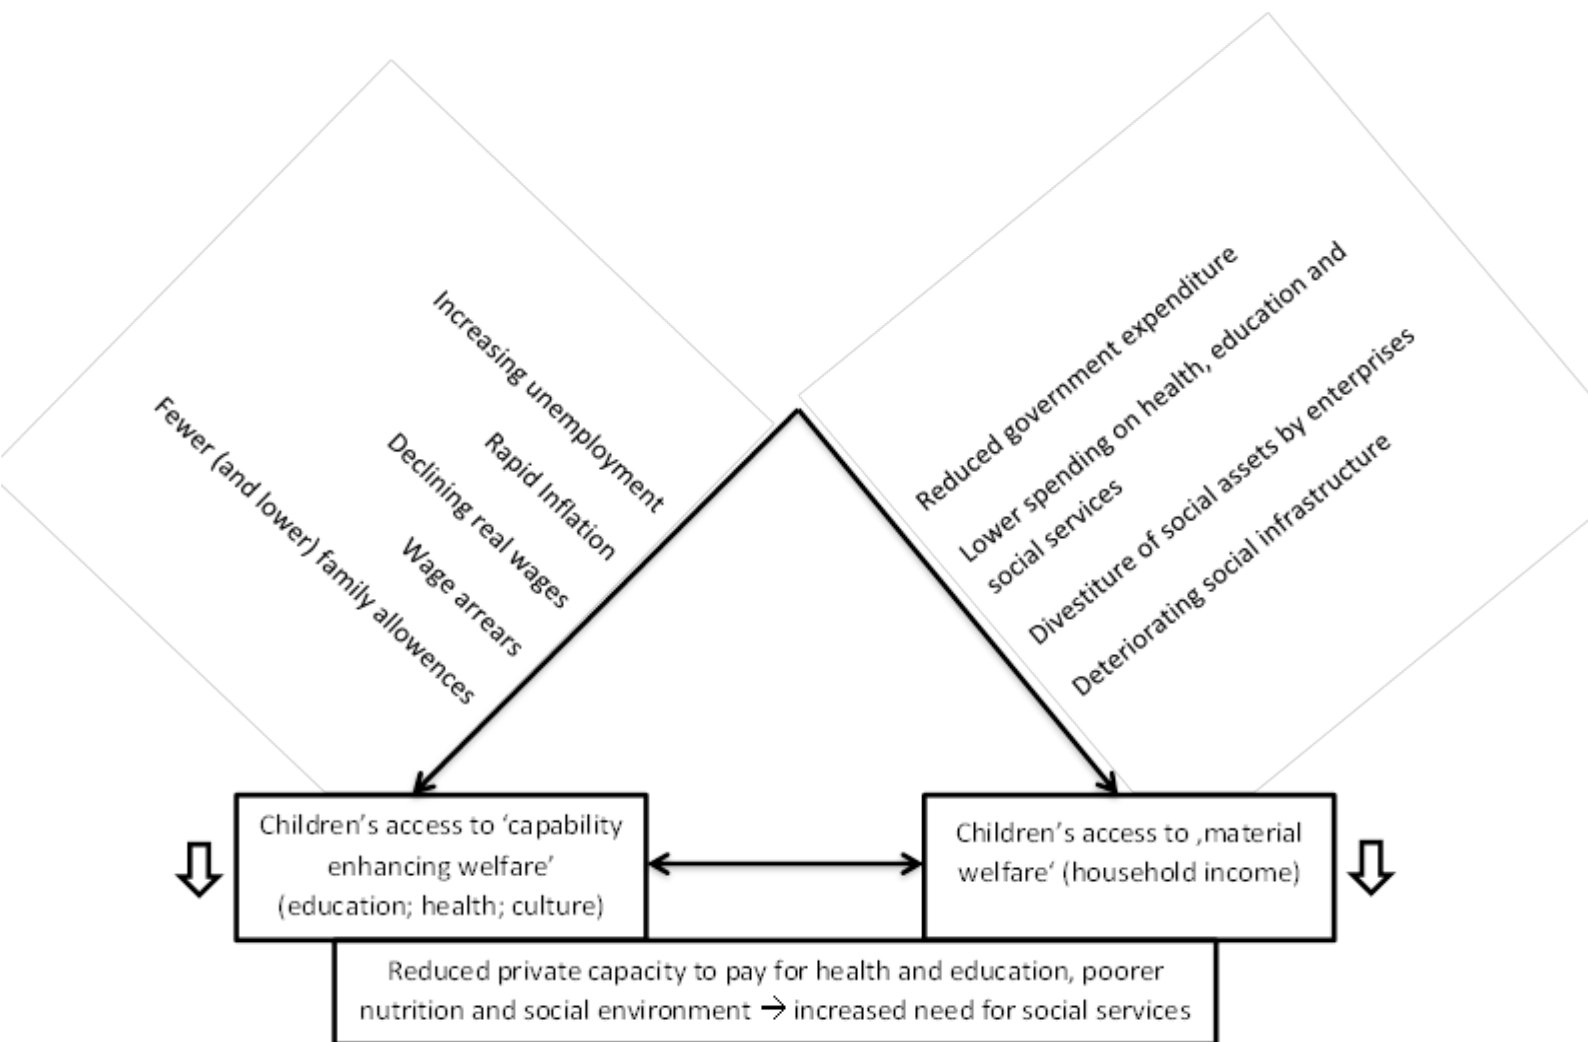 Increasing unemployment
Rapid Inflation
Declining real wages
Wage arrears
Fewer (and lower) family allowences
Reduced government expenditure
Lower spending on health, education and
social services
Divestiture of social assets by enterprises
Deteriorating social infrastructure
Children’s access to ‘capability
enhancing welfare’
(education; health; culture)
Children’s access to ‚material
welfare‘ (household income)
Reduced private capacity to pay for health and education, poorer
nutrition and social environment → increased need for social services